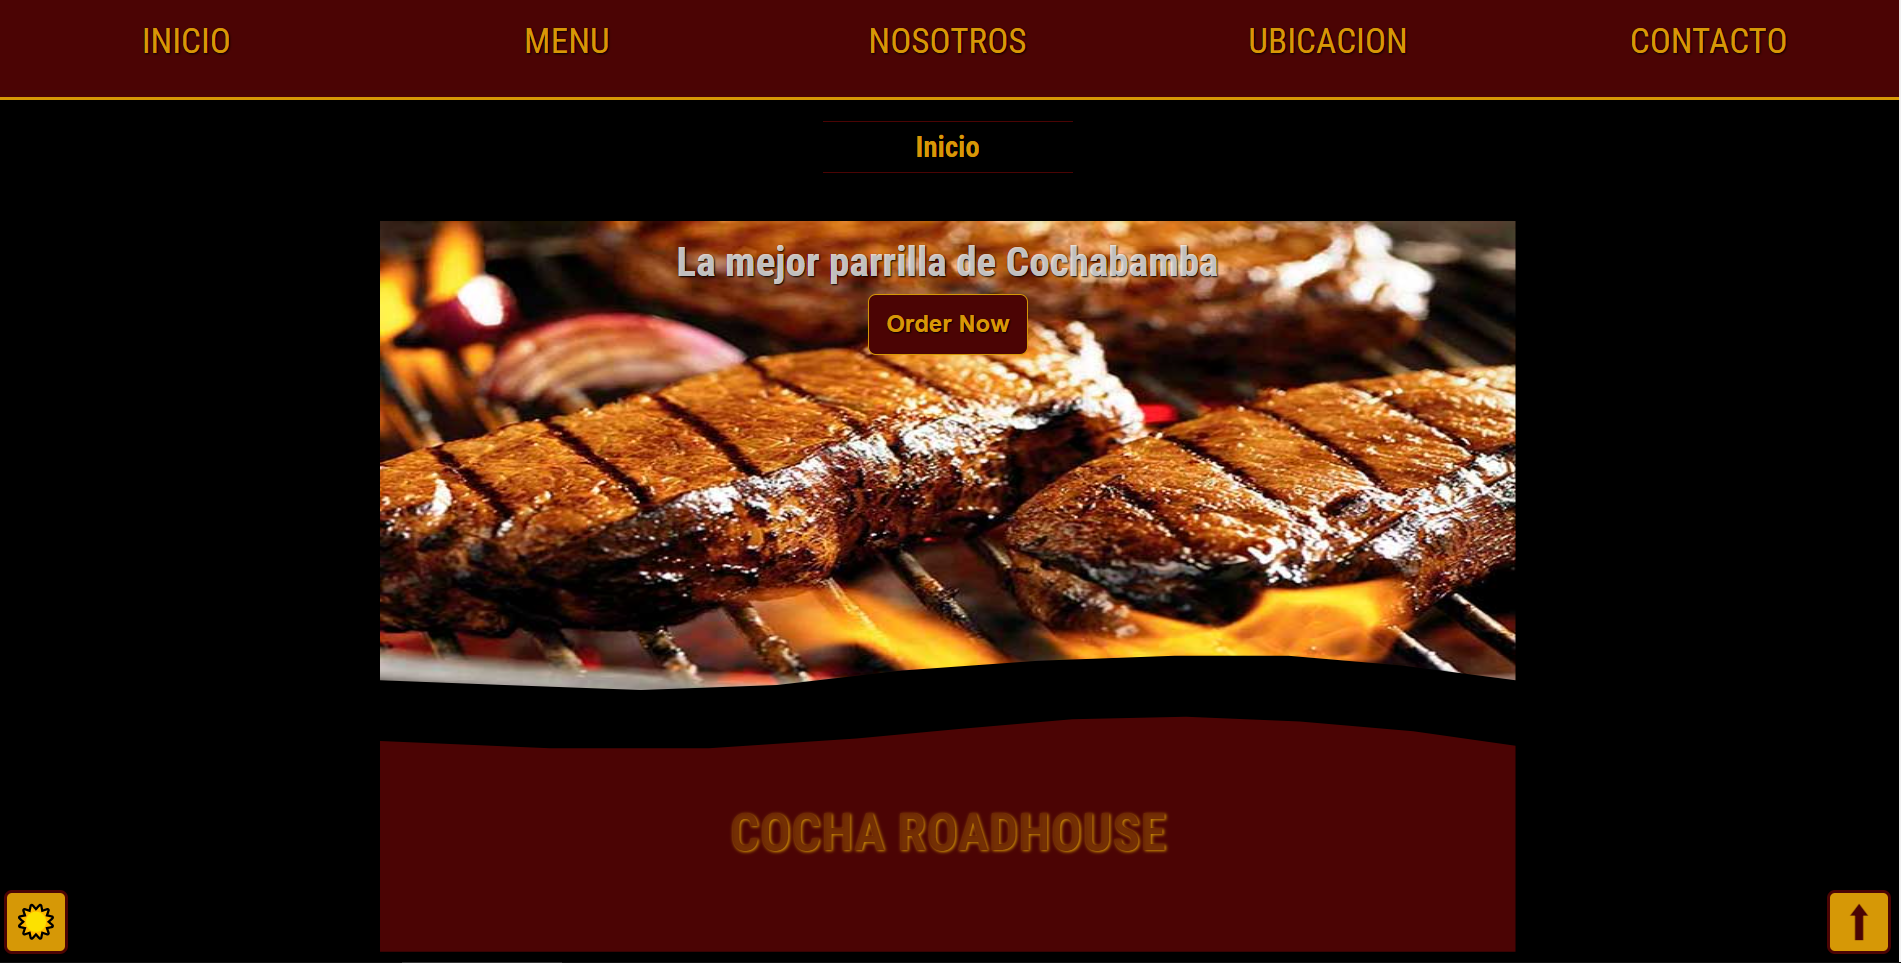 INICIO MENU NOSOTROS UBICACION CONTACTO
Inicio
La mejor parrilla de Cochabamba
Order Now
COCHA ROADHOUSE